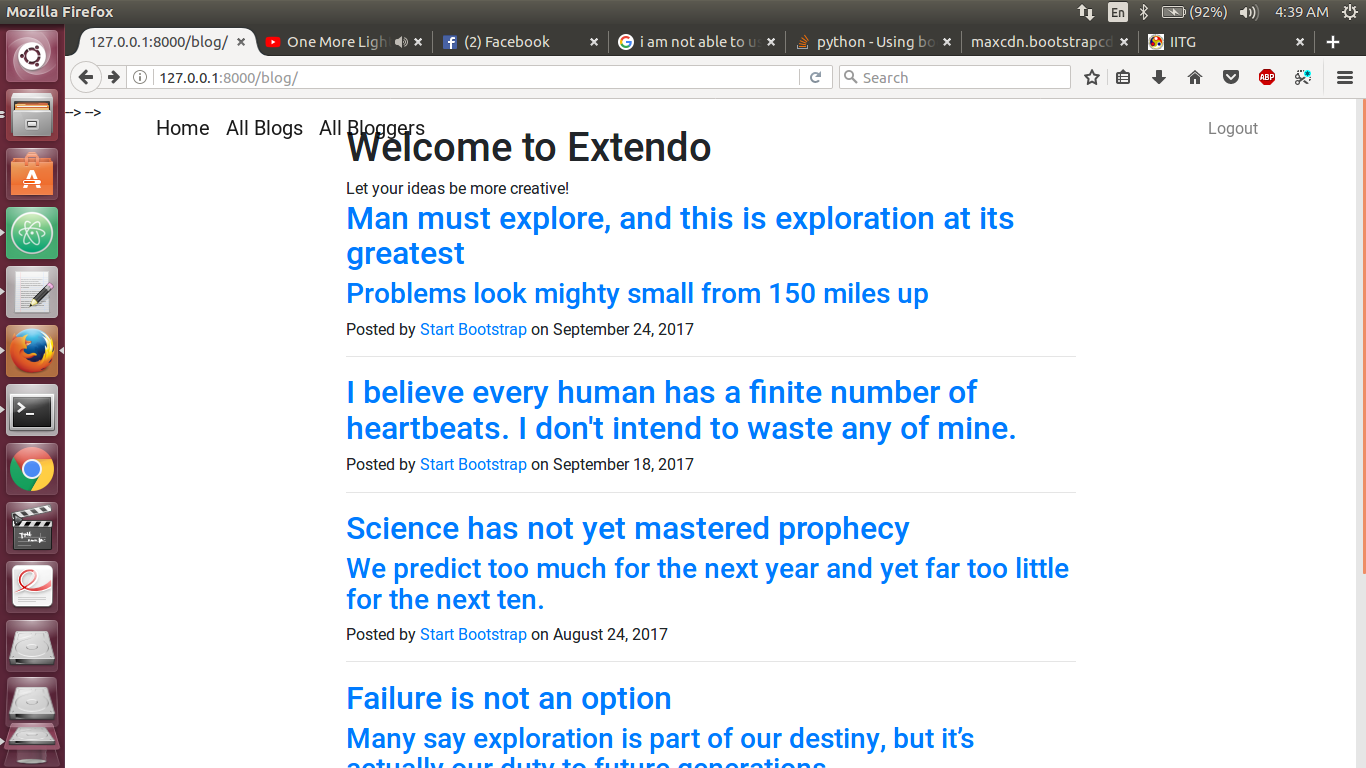 Mozilla Firefox
En
(92%)
4:39 AM
127.0.0.1:8000/blog/
One More Ligh
(2) Facebook
i am not able to us
python - Using bo
maxcdn.bootstrapcd
IITG
127.0.0.1:8000/blog/
Search
ABP
--> -->
Home
All Blogs
All Bloggers
Logout
Welcome to Extendo
Let your ideas be more creative!
Man must explore, and this is exploration at its
greatest
Problems look mighty small from 150 miles up
Posted by Start Bootstrap on September 24, 2017
I believe every human has a finite number of
heartbeats. I don't intend to waste any of mine.
Posted by Start Bootstrap on September 18, 2017
Science has not yet mastered prophecy
We predict too much for the next year and yet far too little
for the next ten.
Posted by Start Bootstrap on August 24, 2017
Failure is not an option
Many say exploration is part of our destiny, but it’s
actually our duty to future generations